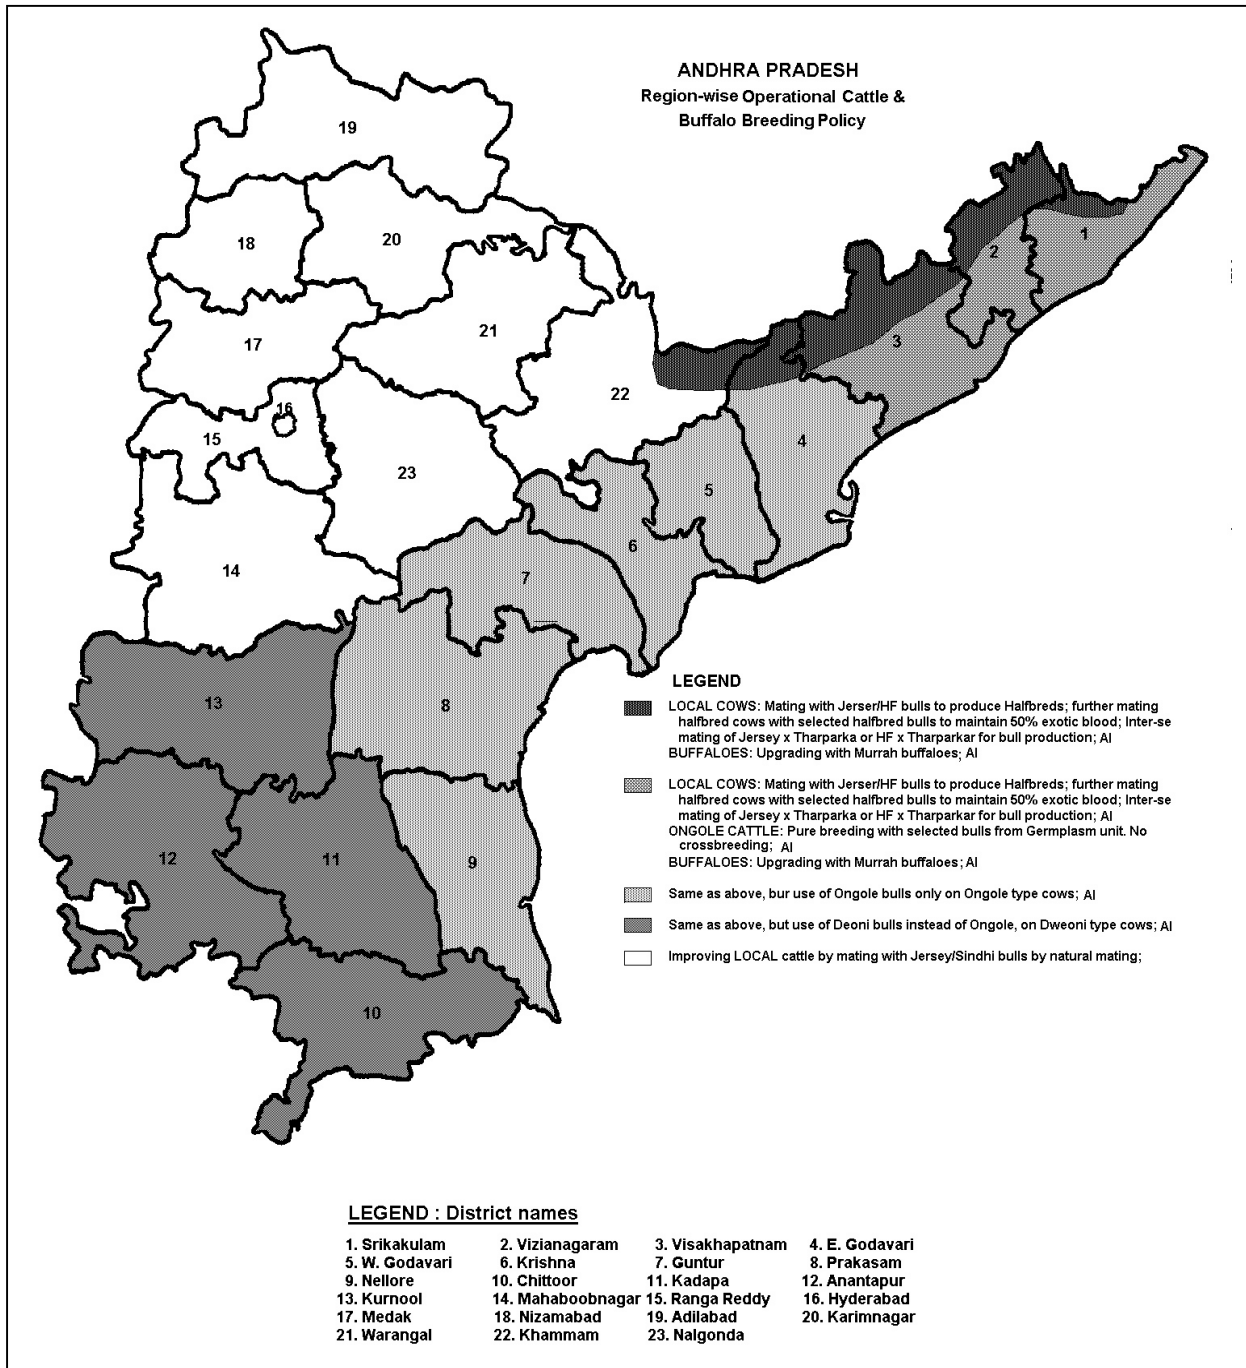 ANDHRA PRADESH
Region-wise Operational Cattle &
Buffalo Breeding Policy
19
18
20
1
2
21
17
3
22
16
15
4
23
5
6
14
7
13
8
12
11
9
10
LEGEND
LOCAL COWS: Mating with Jerser/HF bulls to produce Halfbreds; further mating
halfbred cows with selected halfbred bulls to maintain 50% exotic blood; Inter-se
mating of Jersey x Tharparka or HF x Tharparkar for bull production; AI
BUFFALOES: Upgrading with Murrah buffaloes; AI
LOCAL COWS: Mating with Jerser/HF bulls to produce Halfbreds; further mating
halfbred cows with selected halfbred bulls to maintain 50% exotic blood; Inter-se
mating of Jersey x Tharparka or HF x Tharparkar for bull production; AI
ONGOLE CATTLE: Pure breeding with selected bulls from Germplasm unit. No
crossbreeding; AI
BUFFALOES: Upgrading with Murrah buffaloes; AI
Same as above, bur use of Ongole bulls only on Ongole type cows; AI
Same as above, but use of Deoni bulls instead of Ongole, on Dweoni type cows; AI
Improving LOCAL cattle by mating with Jersey/Sindhi bulls by natural mating;
LEGEND : District names
1. Srikakulam 2. Vizianagaram 3. Visakhapatnam 4. E. Godavari
5. W. Godavari 6. Krishna 7. Guntur 8. Prakasam
9. Nellore 10. Chittoor 11. Kadapa 12. Anantapur
13. Kurnool 14. Mahaboobnagar 15. Ranga Reddy 16. Hyderabad
17. Medak 18. Nizamabad 19. Adilabad 20. Karimnagar
21. Warangal 22. Khammam 23. Nalgonda